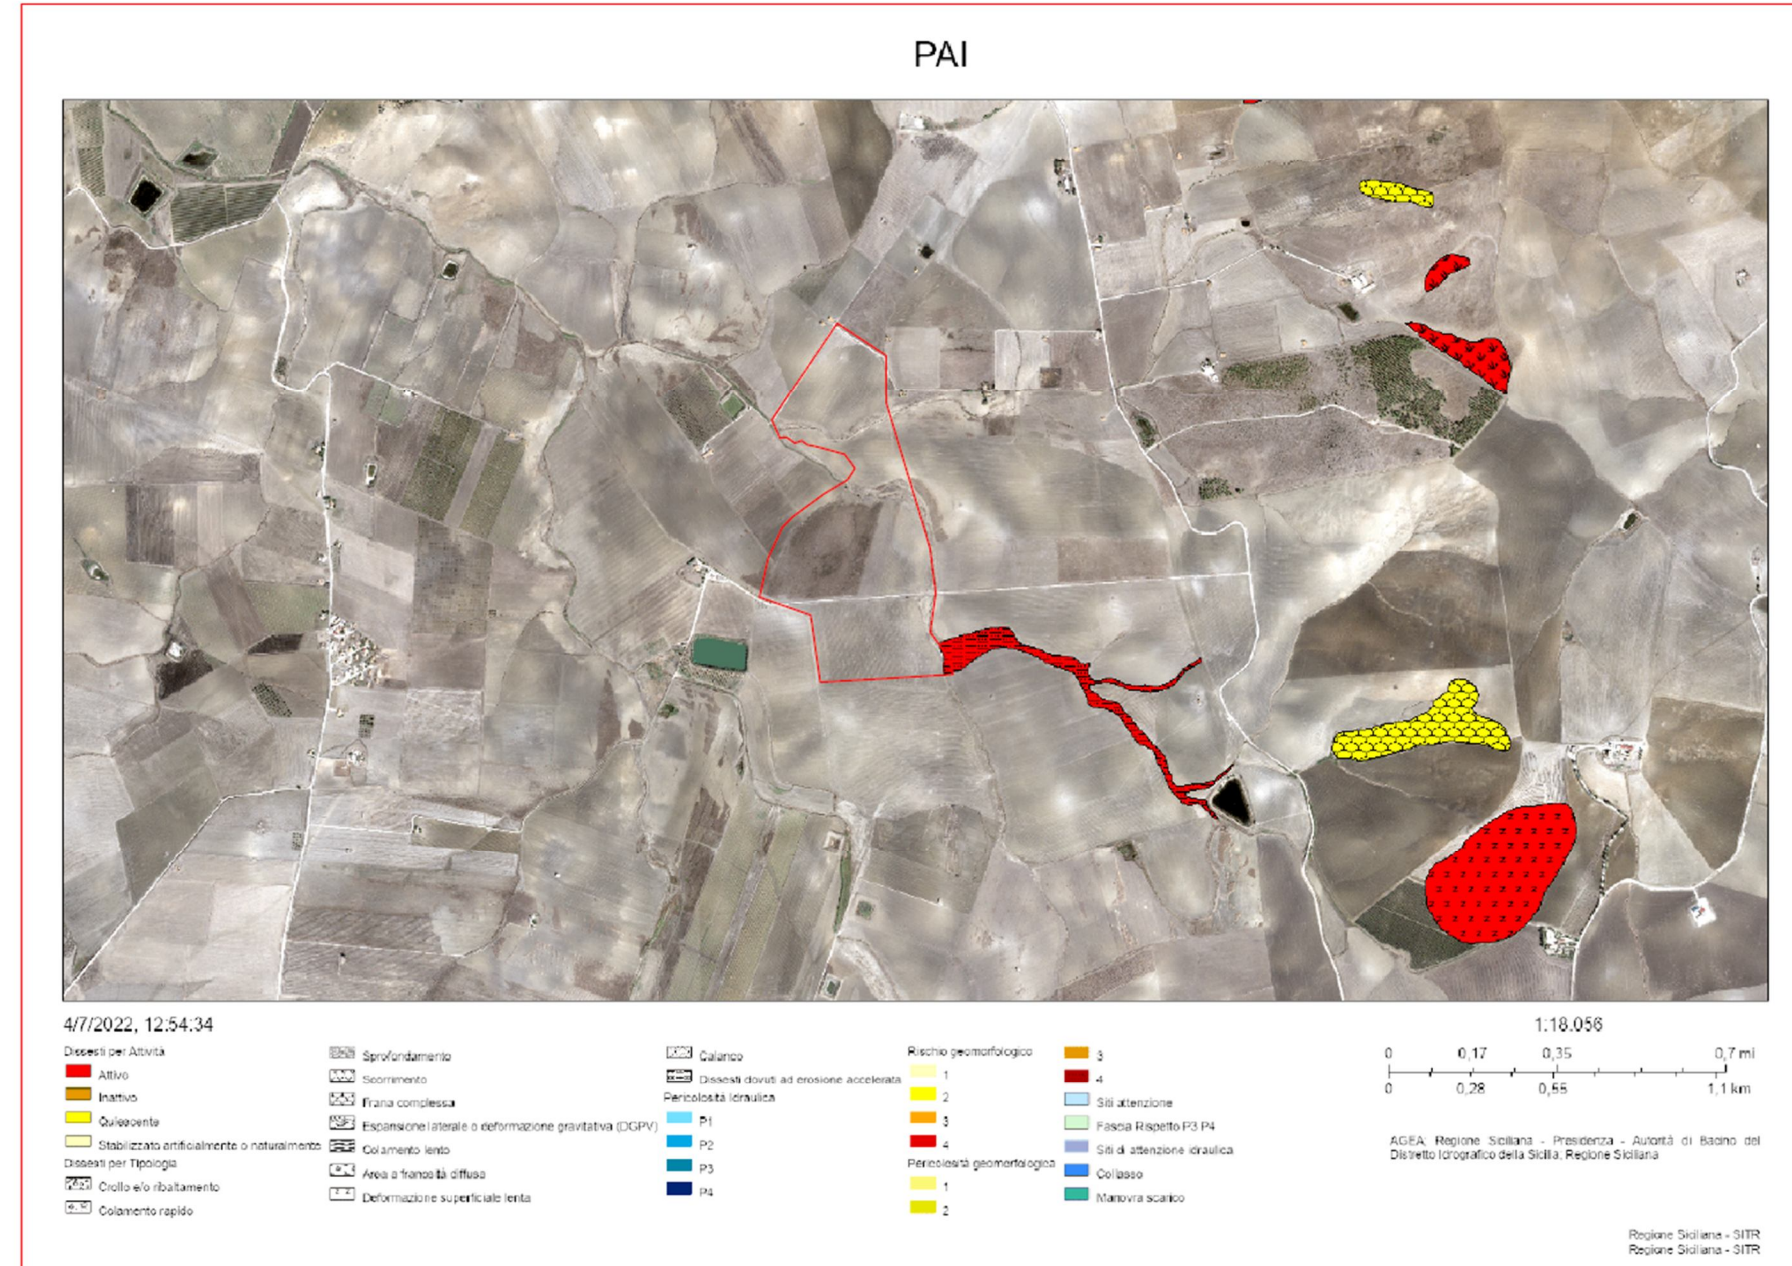 PAI
4/7/2022, 12:54:34
1:18.056
Dissesti per Attività
Attivo
Inattivo
Quiescente
Stabilizzato artificialmente o naturalmente
Dissesti per Tipologia
Crollo e/o ribaltamento
Colamento rapido
Sprofondamento
Scorrimento
Frana complessa
Espansione laterale o deformazione gravitativa (DGPV)
Colamento lento
Area a franosità diffusa
Deformazione superficiale lenta
Calanco
Dissesti dovuti ad erosione accelerata
Pericolosità Idraulica
P1
P2
P3
P4
Rischio geomorfologico
1
2
3
4
Pericolosità geomorfologica
1
2
3
4
Siti attenzione
Fascia Rispetto P3 P4
Siti di attenzione idraulica
Collasso
Manovra scarico
0 0,17 0,35 0,7 mi
0 0,28 0,55 1,1 km
AGEA; Regione Siciliana - Presidenza - Autorità di Bacino del
Distretto Idrografico della Sicilia; Regione Siciliana
Regione Siciliana - SITR
Regione Siciliana - SITR